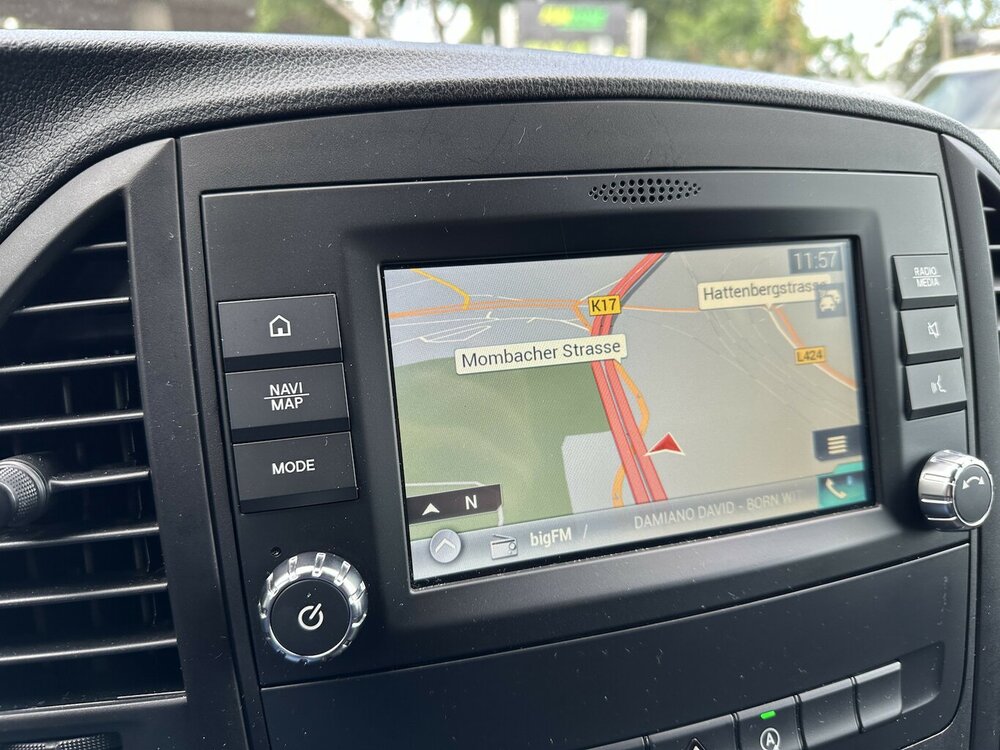 11:57
RADIO
MEDIA
Hattenbergstrasse
K17
Mombacher Strasse
L424
NAVI
MAP
MODE
N
bigFM /
DAMIANO DAVID - BORN WI
A